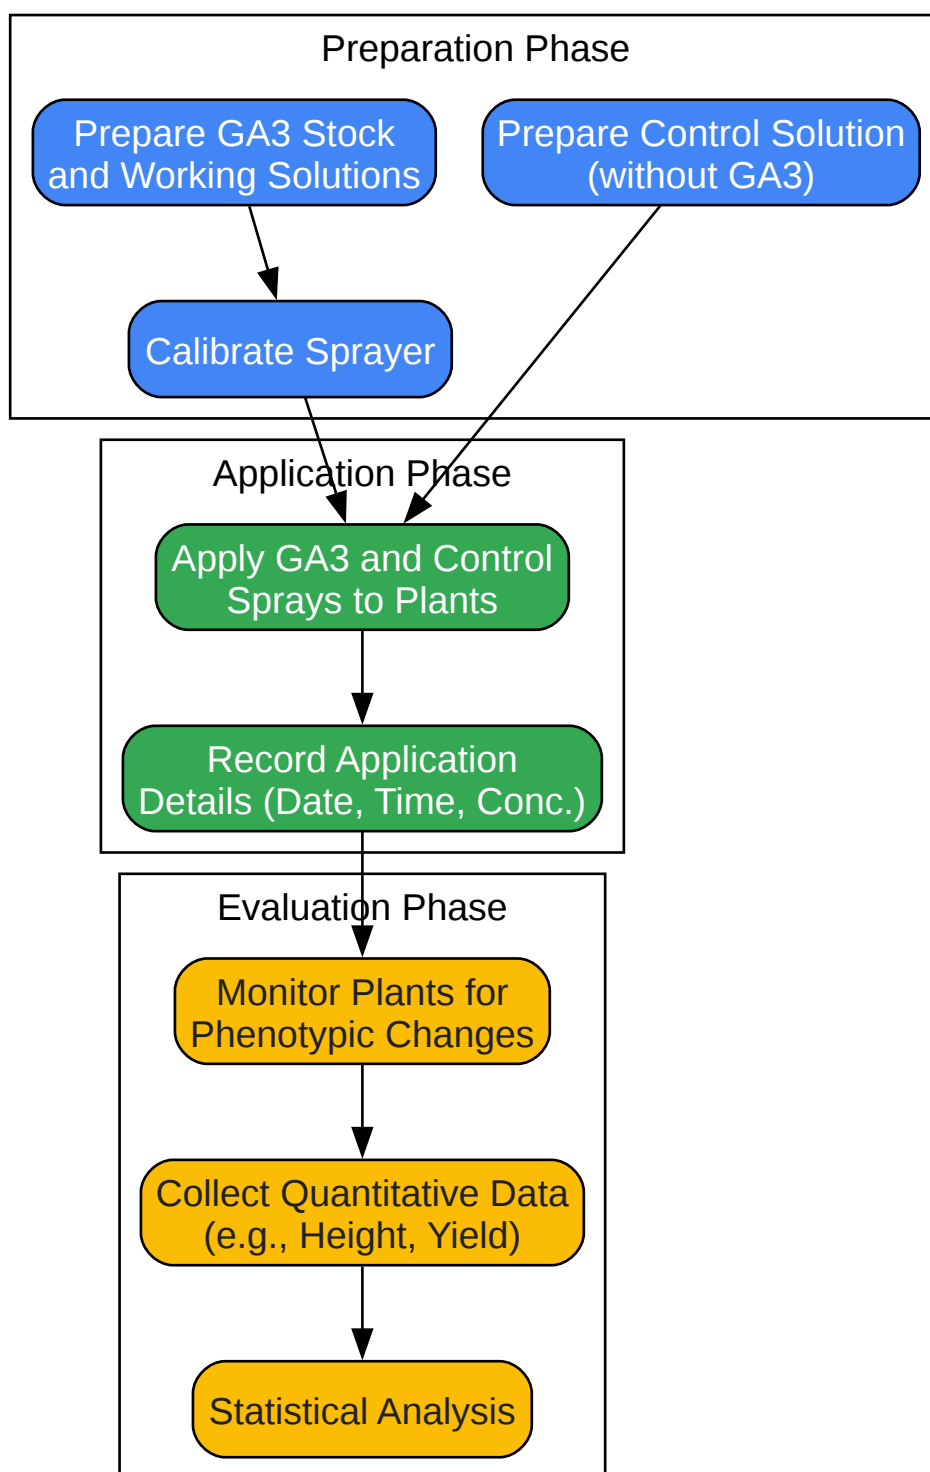 Preparation Phase
Prepare GA3 Stock
and Working Solutions
Prepare Control Solution
(without GA3)
Calibrate Sprayer
Application Phase
Apply GA3 and Control
Sprays to Plants
Record Application
Details (Date, Time, Conc.)
Evaluation Phase
Monitor Plants for
Phenotypic Changes
Collect Quantitative Data
(e.g., Height, Yield)
Statistical Analysis